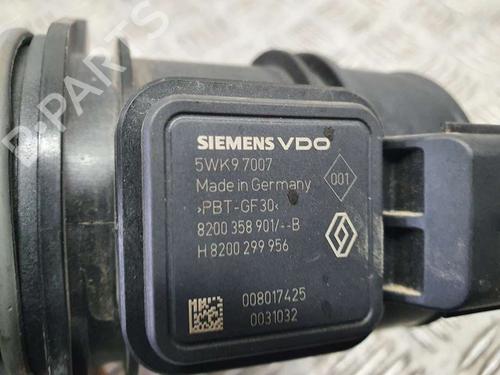 B-PARTS
SIEMENS VDO
5WK9 7007
Made in Germany
001
>PBT-GF30<
8200 358 901/--B
H 8200 299 956
008017425
0031032